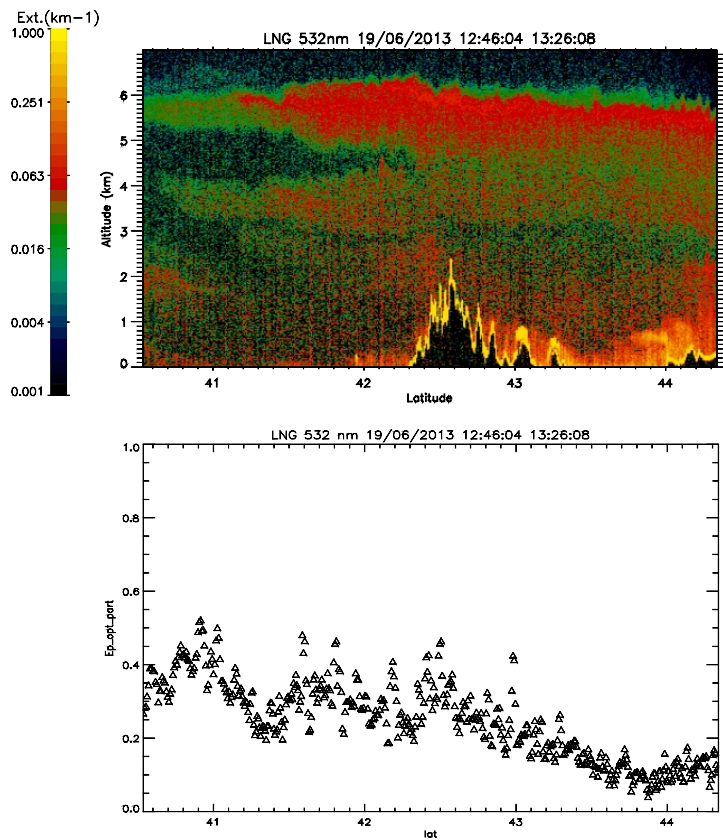 Ext.(km-1)
1.000
0.251
0.063
0.016
0.004
0.001
LNG 532nm 19/06/2013 12:46:04 13:26:08
Altitude (km)
6
5
4
3
2
1
0
41 42 43 44
Latitude
LNG 532 nm 19/06/2013 12:46:04 13:26:08
Ep_opt_part
1.0
0.8
0.6
0.4
0.2
0.0
41 42 43 44
lat